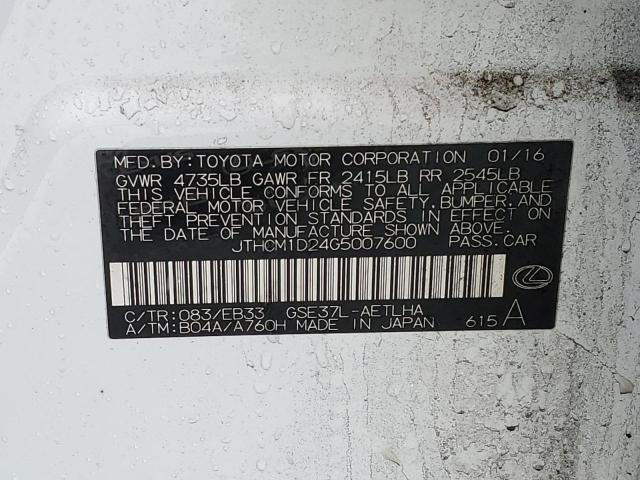 MFD. BY: TOYOTA MOTOR CORPORATION 01/16
GVWR 4735LB GAWR FR 2415LB RR 2545LB
THIS VEHICLE CONFORMS TO ALL APPLICABLE
FEDERAL MOTOR VEHICLE SAFETY, BUMPER, AND
THEFT PREVENTION STANDARDS IN EFFECT ON
THE DATE OF MANUFACTURE SHOWN ABOVE.
JTHCM1D24G5007600 PASS. CAR
C/TR: 083/EB33 GSE37L-AETLHA
A/TM: B04A/A760H MADE IN JAPAN 615 A